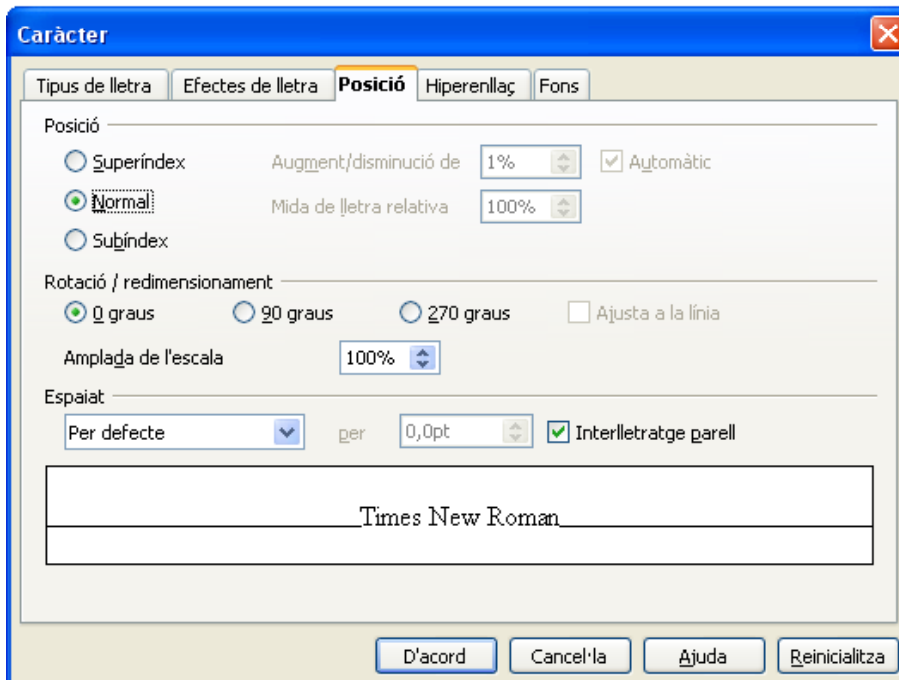 Caràcter
Tipus de lletra Efectes de lletra Posició Hiperenllaç Fons
Posició
Superíndex Augment/disminució de 1% Automàtic
Normal Mida de lletra relativa 100%
Subíndex
Rotació / redimensionament
0 graus 90 graus 270 graus Ajusta a la línia
Amplada de l'escala 100%
Espaiat
Per defecte per 0,0pt Interlletratge parell
Times New Roman
D'acord Cancel·la Ajuda Reinicialitza